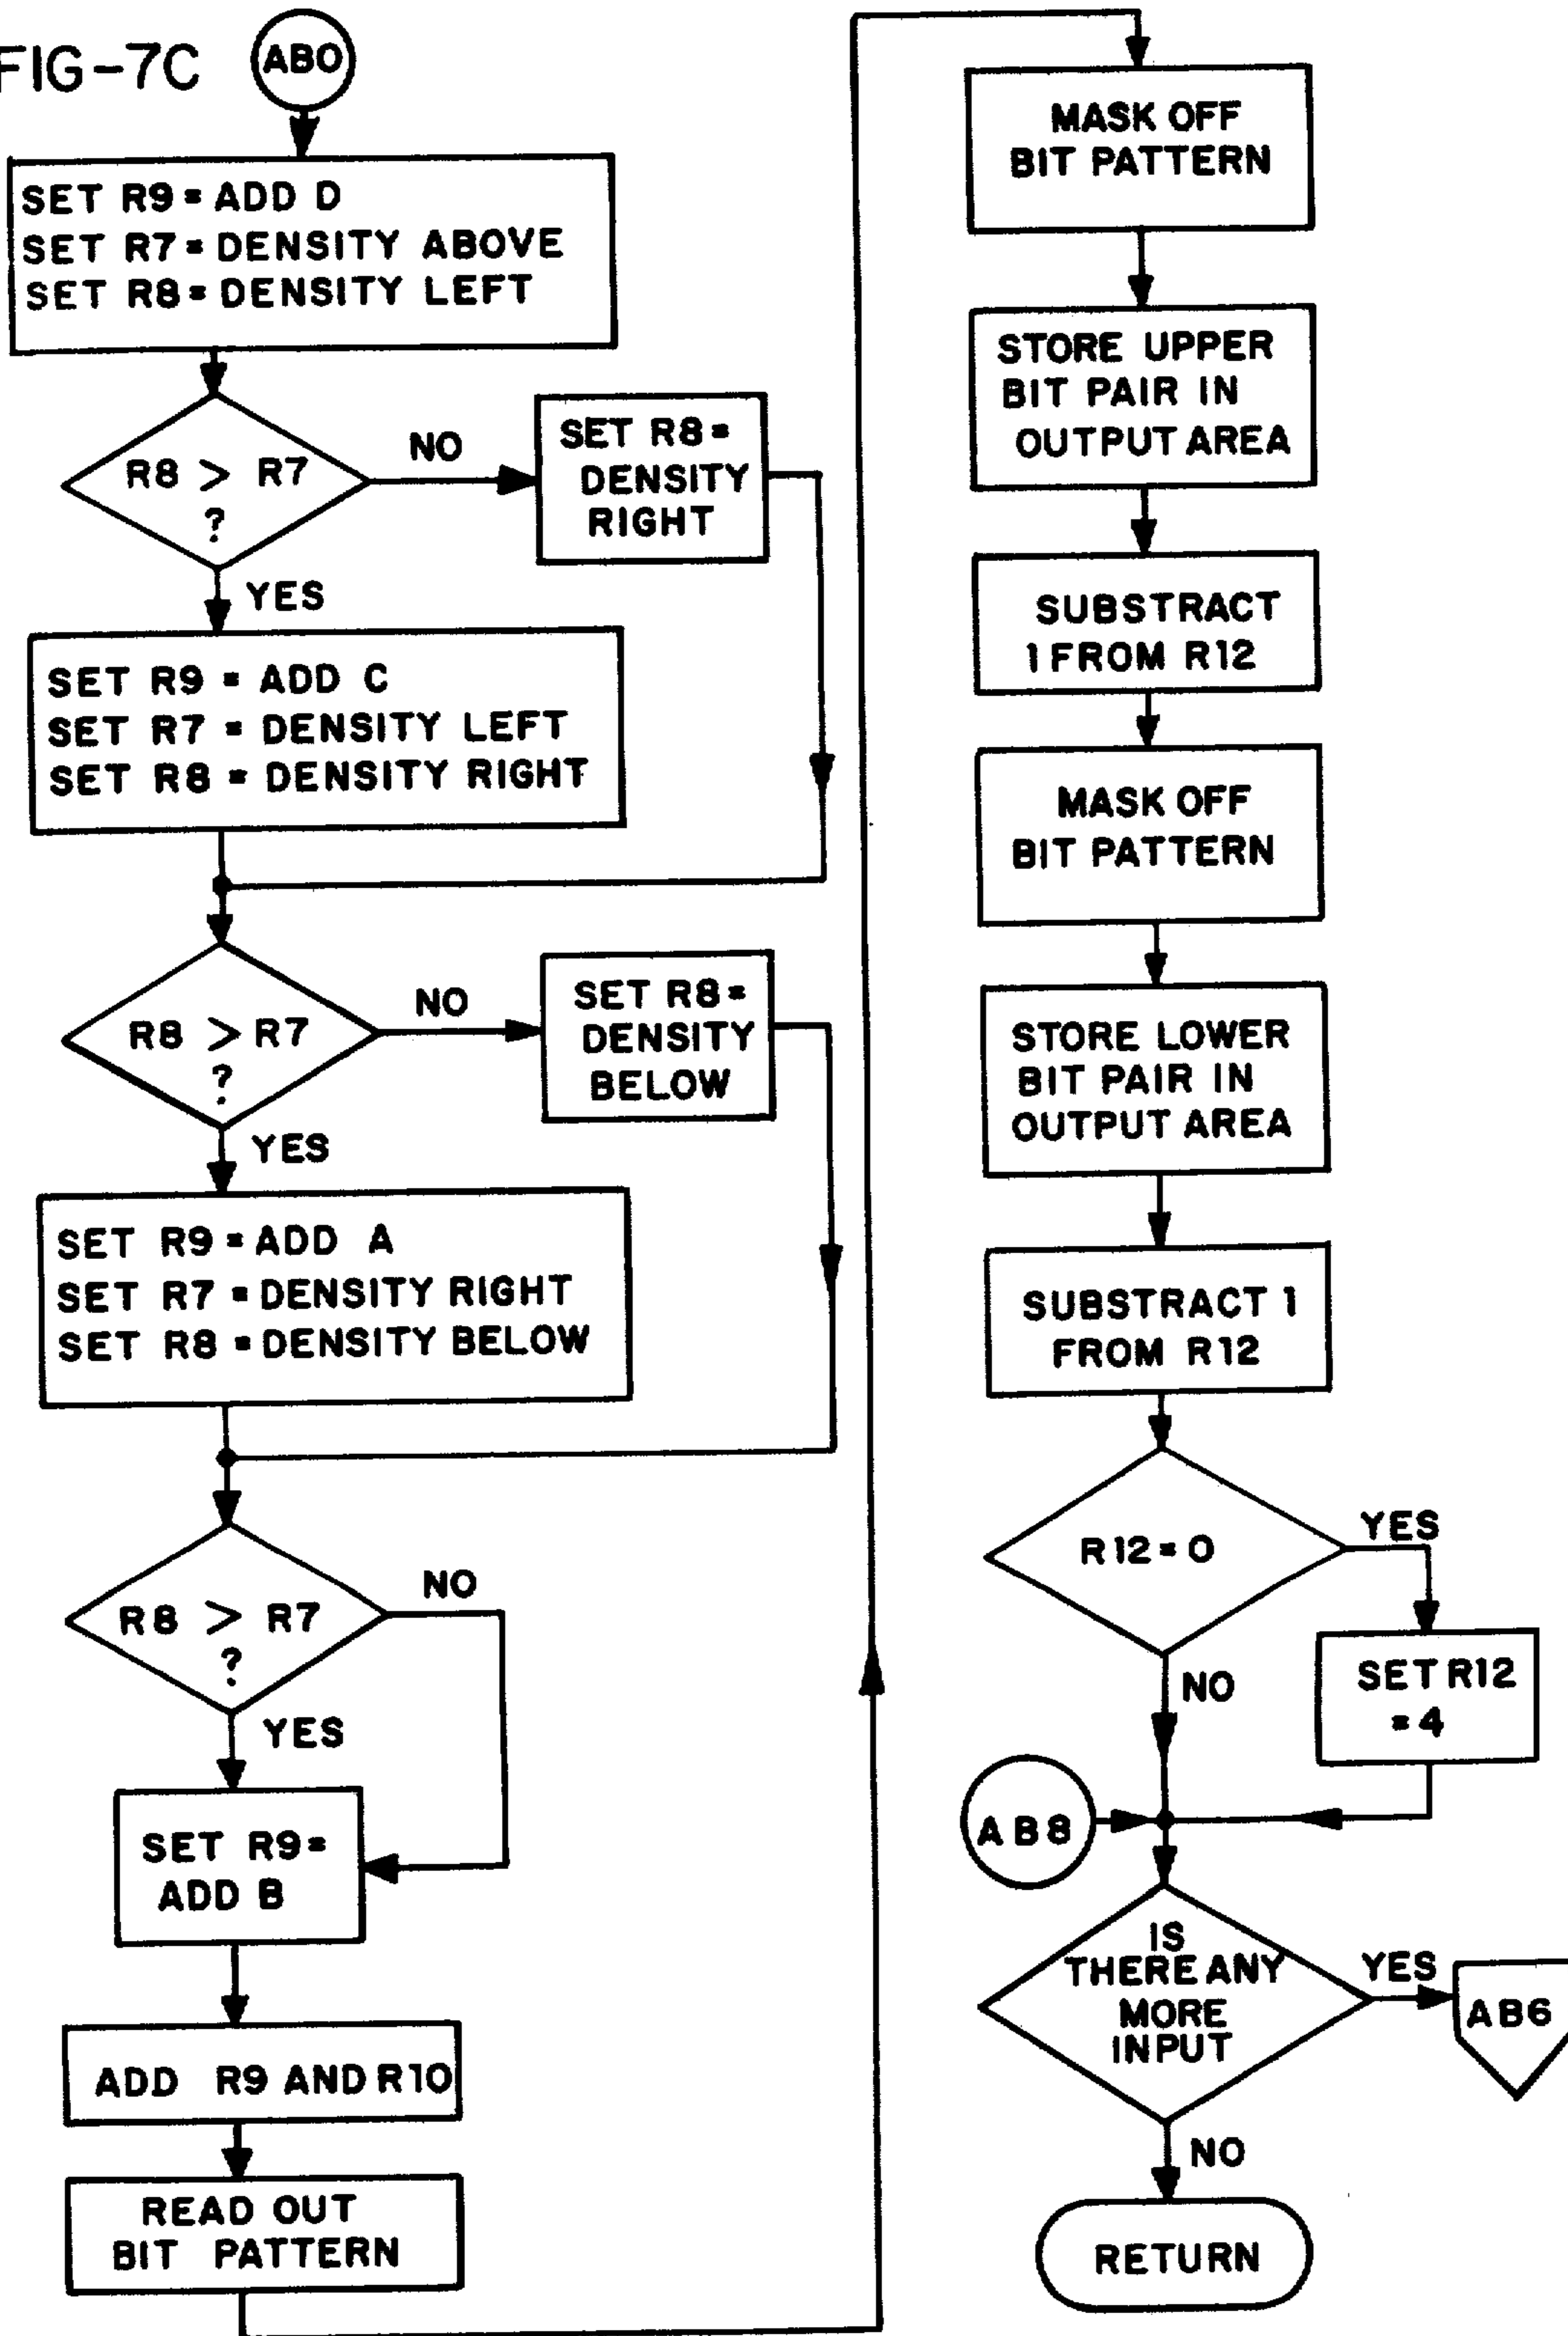 FIG-7C
ABO
SET R9 = ADD D
SET R7 = DENSITY ABOVE
SET R8 = DENSITY LEFT
R8 > R7
?
NO
SET R8 =
DENSITY
RIGHT
YES
SET R9 = ADD C
SET R7 = DENSITY LEFT
SET R8 = DENSITY RIGHT
R8 > R7
?
NO
SET R8 =
DENSITY
BELOW
YES
SET R9 = ADD A
SET R7 = DENSITY RIGHT
SET R8 = DENSITY BELOW
R8 > R7
?
NO
YES
SET R9 =
ADD B
ADD R9 AND R10
READ OUT
BIT PATTERN
MASK OFF
BIT PATTERN
STORE UPPER
BIT PAIR IN
OUTPUT AREA
SUBSTRACT
1 FROM R12
MASK OFF
BIT PATTERN
STORE LOWER
BIT PAIR IN
OUTPUT AREA
SUBSTRACT 1
FROM R12
R12 = 0
YES
NO
SET R12
= 4
AB8
IS
THERE ANY
MORE
INPUT
YES
AB6
NO
RETURN